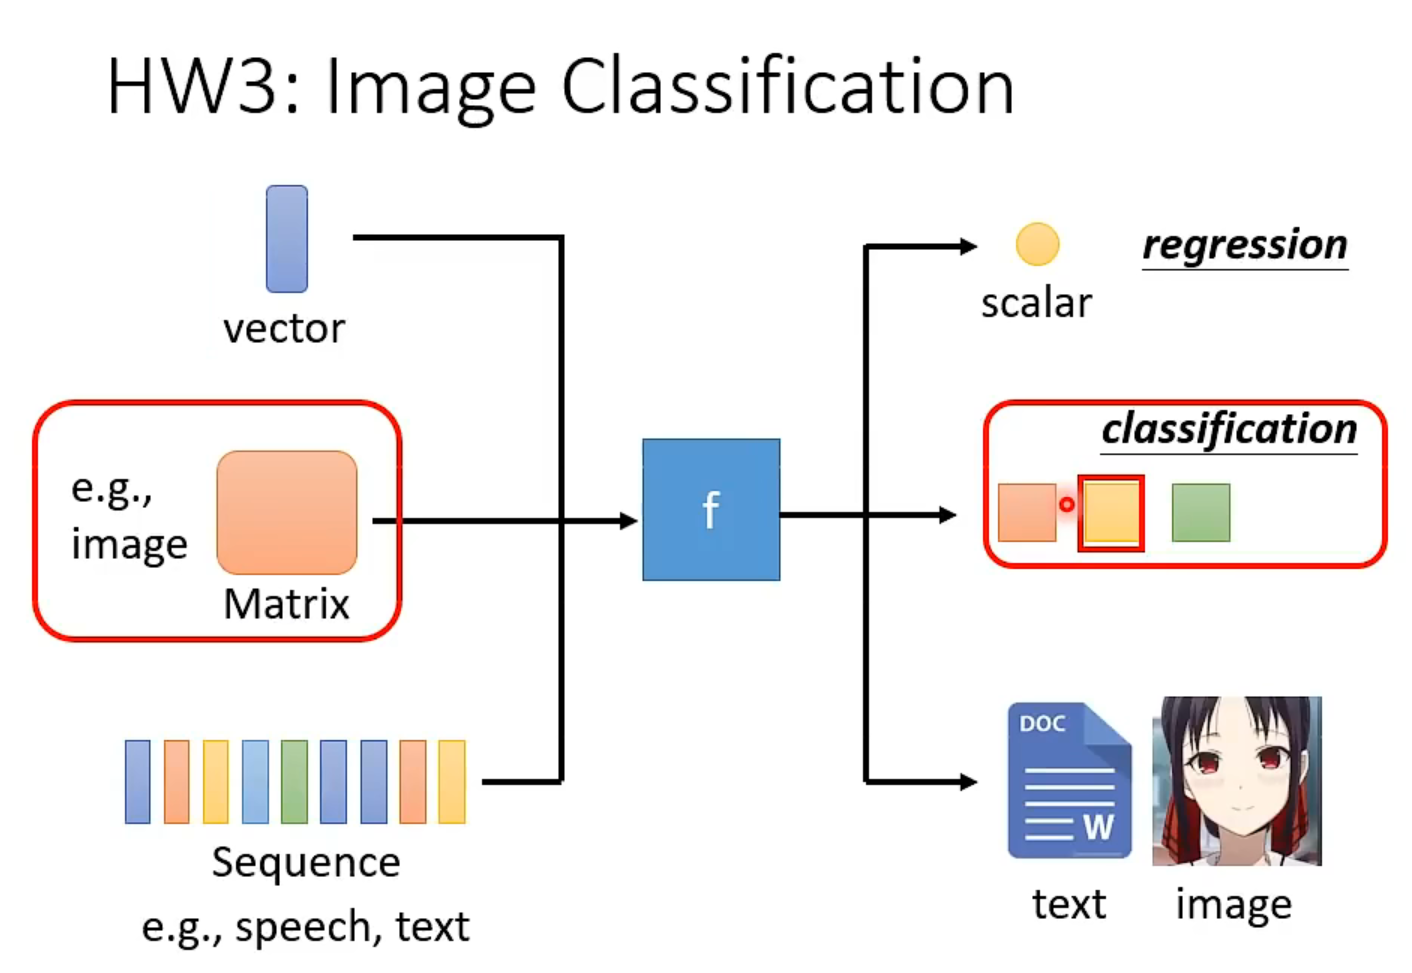 HW3: Image Classification
vector
e.g.,
image
Matrix
Sequence
e.g., speech, text
f
scalar
regression
classification
DOC
W
text
image